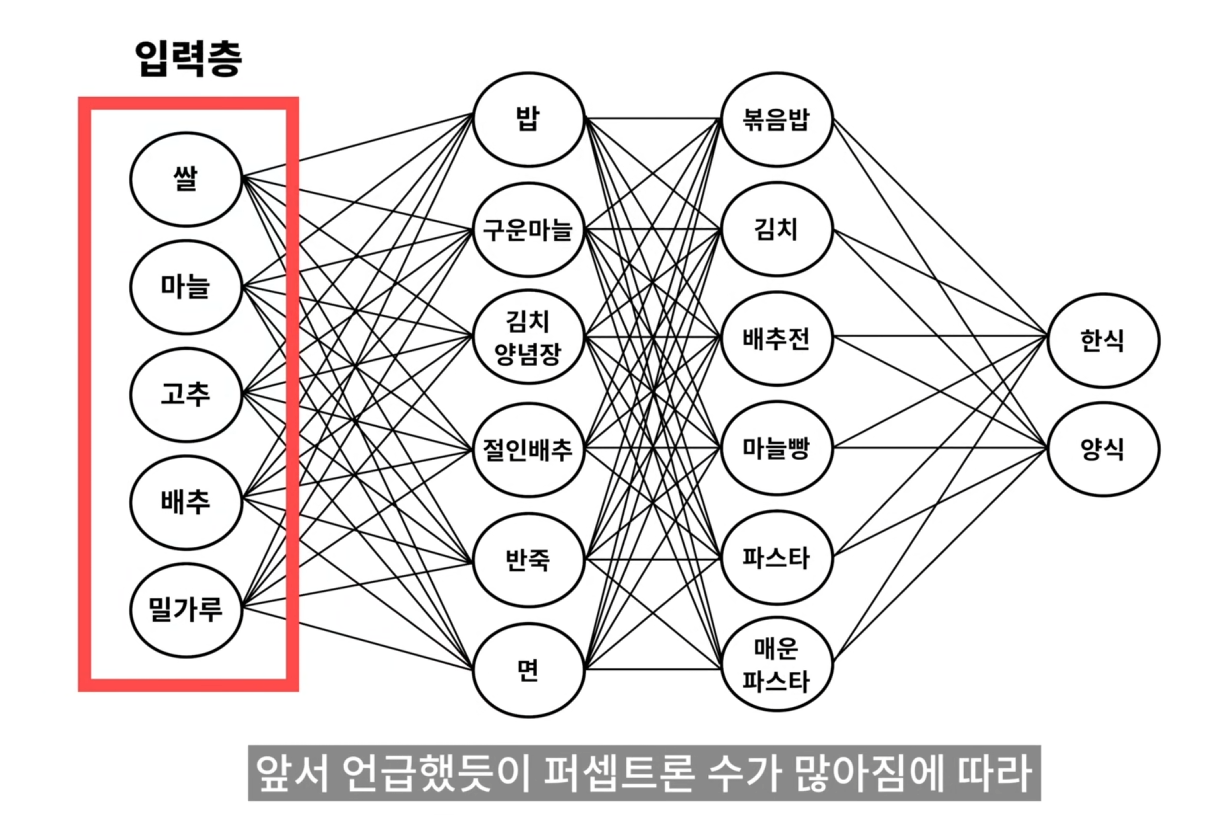 입력층
쌀
마늘
고추
배추
밀가루
밥
구운마늘
김치
양념장
절인배추
반죽
면
볶음밥
김치
배추전
마늘빵
파스타
매운
파스타
한식
양식
앞서 언급했듯이 퍼셉트론 수가 많아짐에 따라